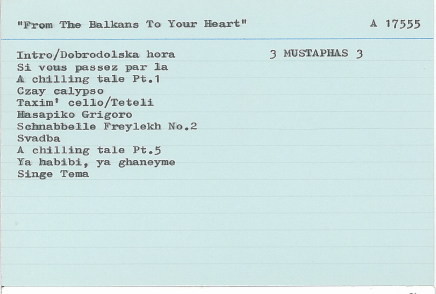 "From The Balkans To Your Heart" A 17555
Intro/Dobrodolska hora 3 MUSTAPHAS 3
Si vous passez par la
A chilling tale Pt.1
Czay calypso
Taxim' cello/Teteli
Hasapiko Grigoro
Schnabbelle Freylekh No.2
Svadba
A chilling tale Pt.5
Ya habibi, ya ghaneyme
Singe Tema